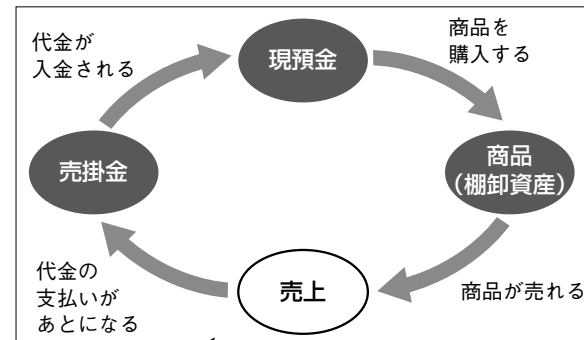 代金が
入金される
現預金
商品を
購入する
売掛金
商品
(棚卸資産)
代金の
支払いが
あとになる
売上
商品が売れる